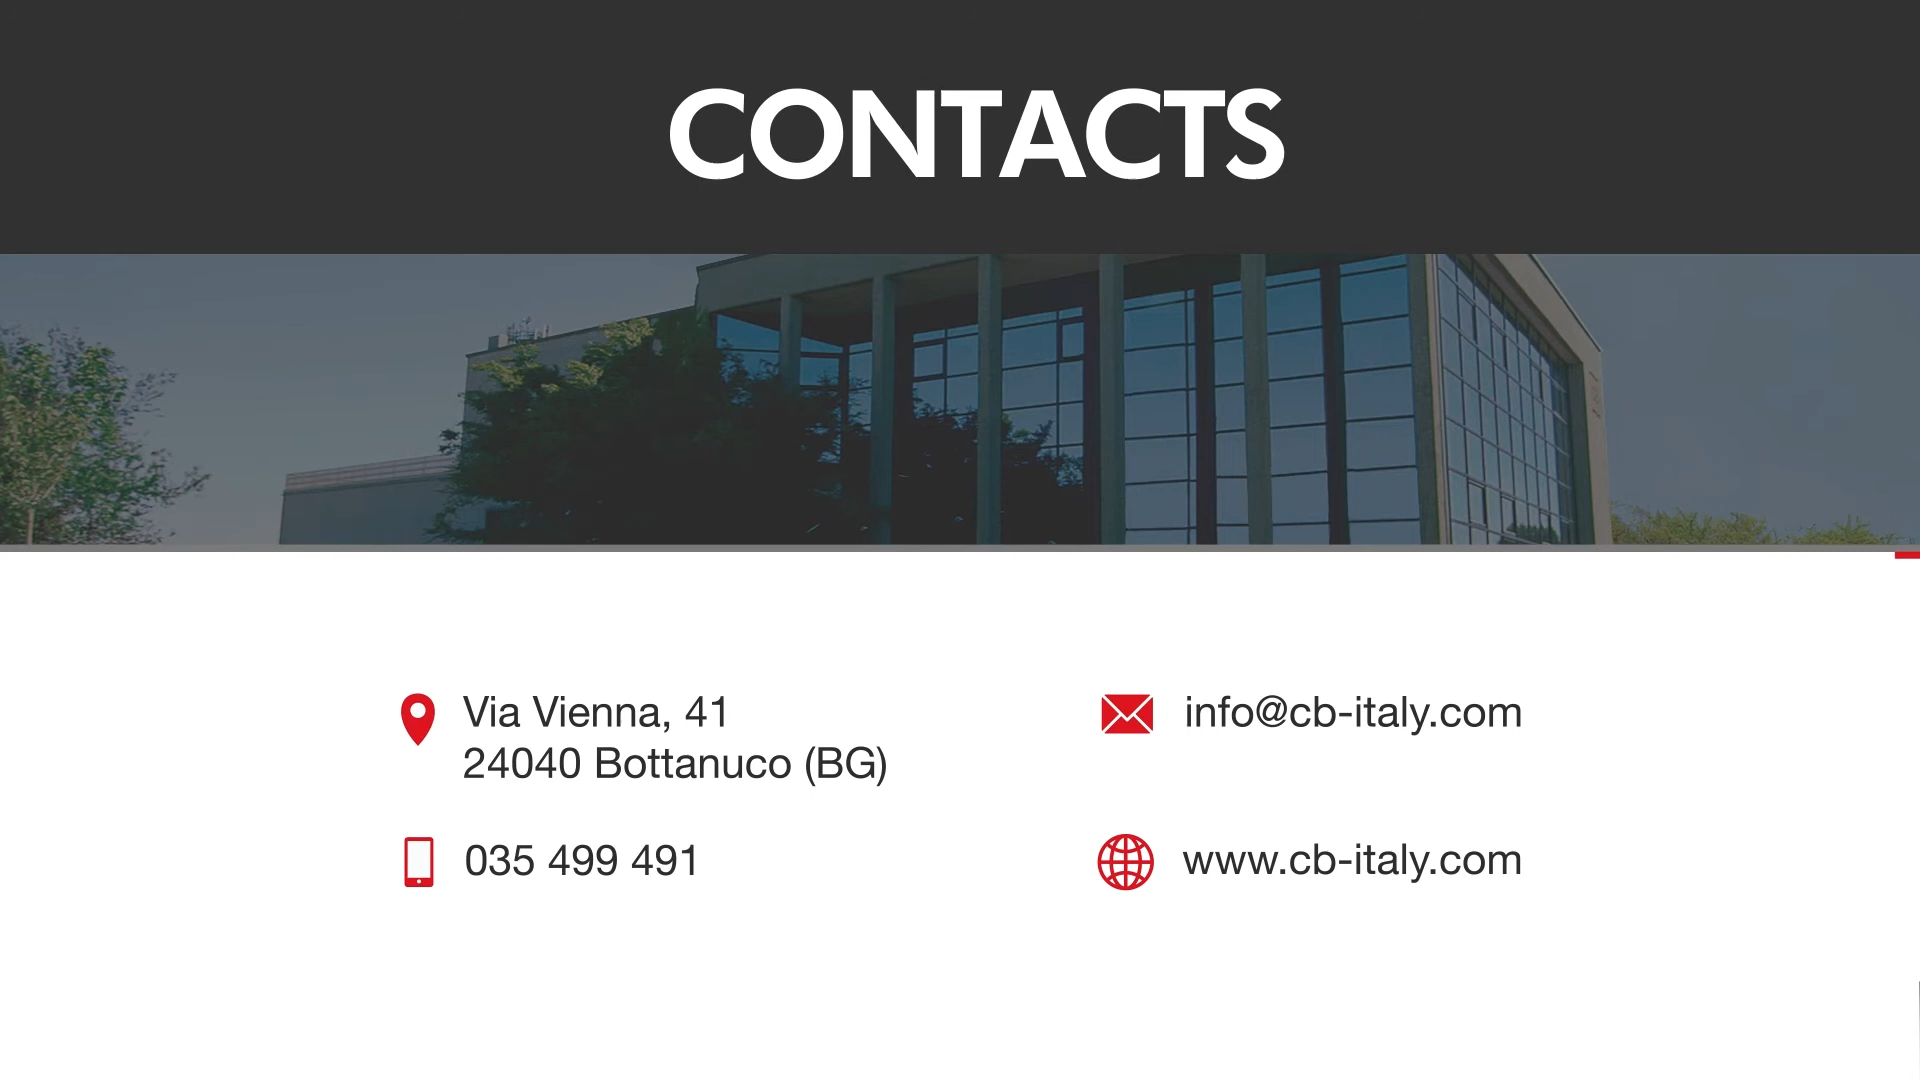 CONTACTS
Via Vienna, 41
24040 Bottanuco (BG)
035 499 491
info@cb-italy.com
www.cb-italy.com